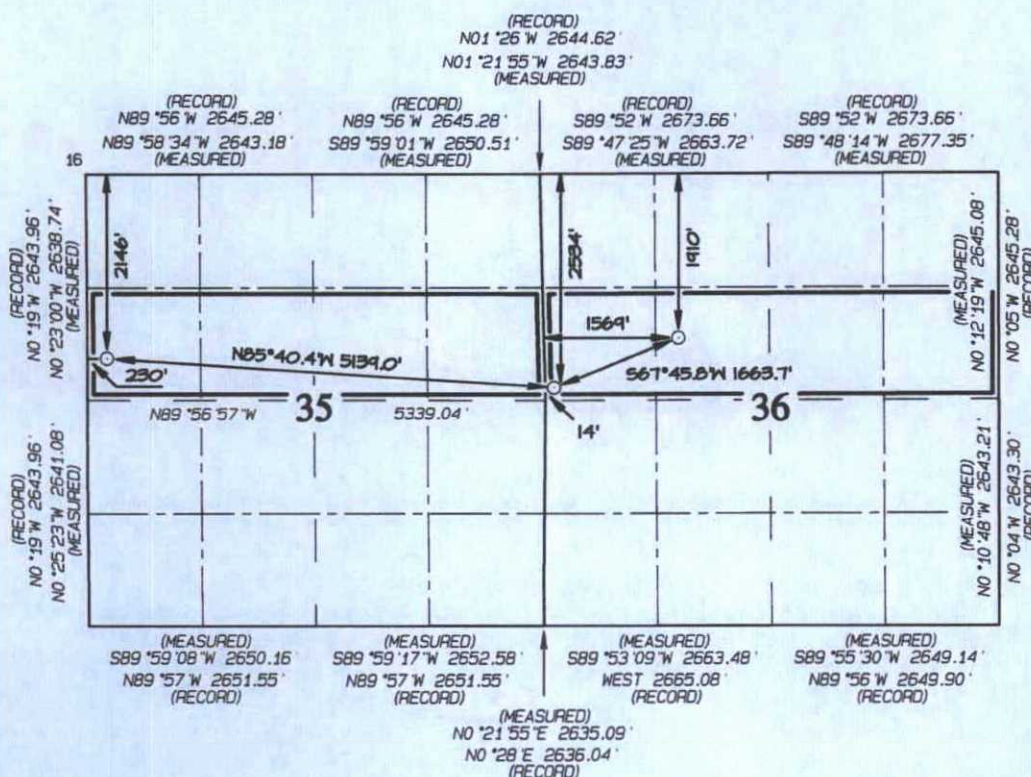 (RECORD)
N01 °26'W 2644.62'
N01 °21'55"W 2643.83'
(MEASURED)
(RECORD)
N89 °56'W 2645.28'
N89 °58'34"W 2643.18'
(MEASURED)
(RECORD)
N89 °56'W 2645.28'
S89 °59'01"W 2650.51'
(MEASURED)
(RECORD)
S89 °52'W 2673.66'
S89 °47'25"W 2663.72'
(MEASURED)
(RECORD)
S89 °52'W 2673.66'
S89 °48'14"W 2677.35'
(MEASURED)
16
(RECORD)
N0 °19'W 2643.96'
N0 °23'00"W 2638.74'
(MEASURED)
2146'
2534'
1910'
(MEASURED)
N0 °12'19"W 2645.08'
N0 °05'W 2645.28'
(RECORD)
1569'
N85°40.4'W 5139.0'
S67°45.8'W 1663.7'
230'
N89 °56'57"W
35
5339.04'
36
14'
(RECORD)
N0 °19'W 2643.96'
N0 °25'23"W 2641.08'
(MEASURED)
(MEASURED)
N0 °10'48"W 2643.21'
N0 °04'W 2643.30'
(RECORD)
(MEASURED)
S89 °59'08"W 2650.16'
N89 °57'W 2651.55'
(RECORD)
(MEASURED)
S89 °59'17"W 2652.58'
N89 °57'W 2651.55'
(RECORD)
(MEASURED)
S89 °53'09"W 2663.48'
WEST 2665.08'
(RECORD)
(MEASURED)
S89 °55'30"W 2649.14'
N89 °56'W 2649.90'
(RECORD)
(MEASURED)
N0 °21'55"E 2635.09'
N0 °28'E 2636.04'
(RECORD)